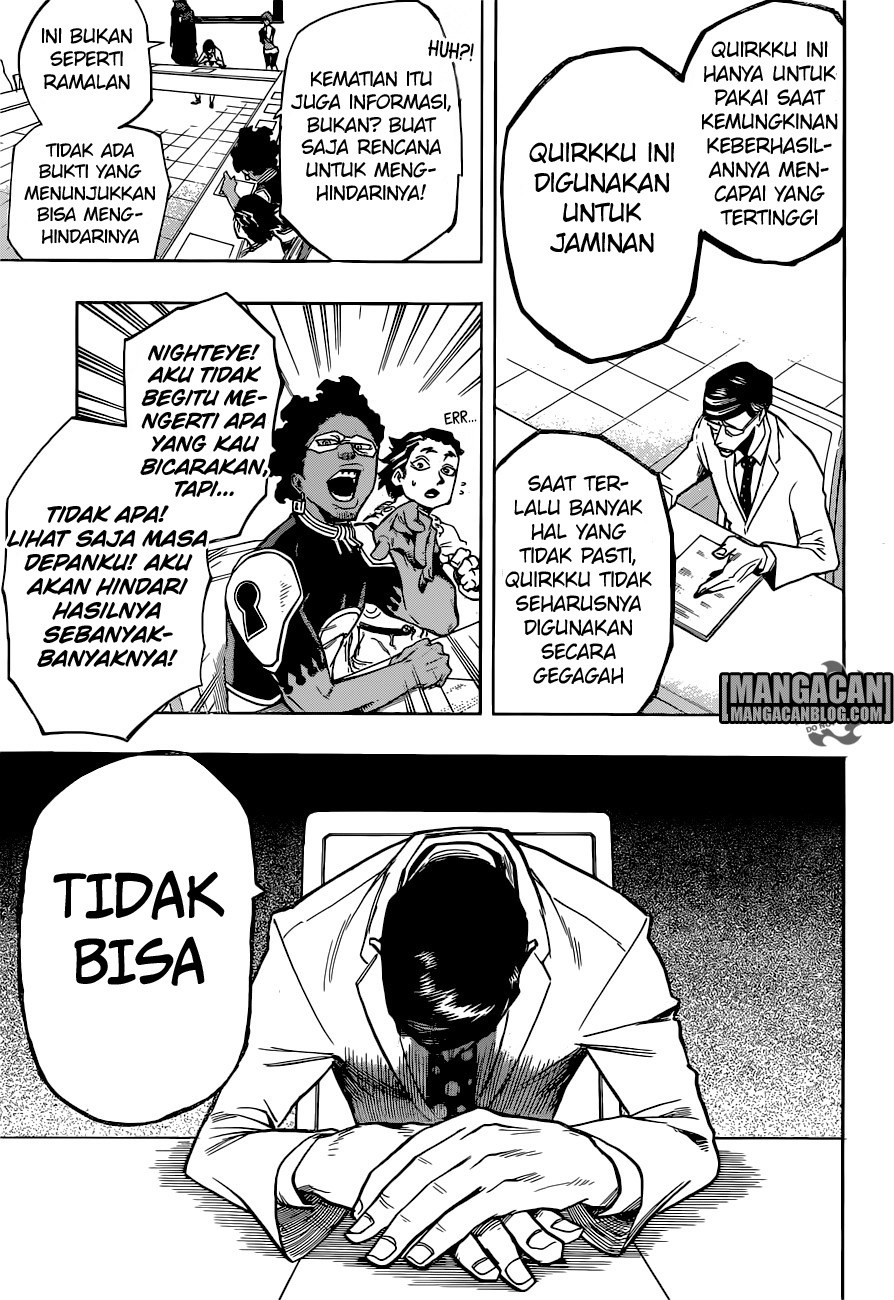 QUIRKKU INI
HANYA UNTUK
PAKAI SAAT
KEMUNGKINAN
KEBERHASIL-
ANNYA MEN-
CAPAI YANG
TERTINGGI
QUIRKKU INI
DIGUNAKAN
UNTUK
JAMINAN
SAAT TER-
LALU BANYAK
HAL YANG
TIDAK PASTI,
QUIRKKU TIDAK
SEHARUSNYA
DIGUNAKAN
SECARA
GEGAGAH
HUH?!
KEMATIAN ITU
JUGA INFORMASI,
BUKAN? BUAT
SAJA RENCANA
UNTUK MENG-
HINDARINYA!
INI BUKAN
SEPERTI
RAMALAN
TIDAK ADA
BUKTI YANG
MENUNJUKKAN
BISA MENG-
HINDARINYA
NIGHTEYE!
AKU TIDAK
BEGITU ME-
NGERTI APA
YANG KAU
BICARAKAN,
TAPI...
ERR...
TIDAK APA!
LIHAT SAJA MASA
DEPANKU! AKU
AKAN HINDARI
HASILNYA
SEBANYAK-
BANYAKNYA!
MANGACAN
MANGACANBLOG.COM
TIDAK
BISA